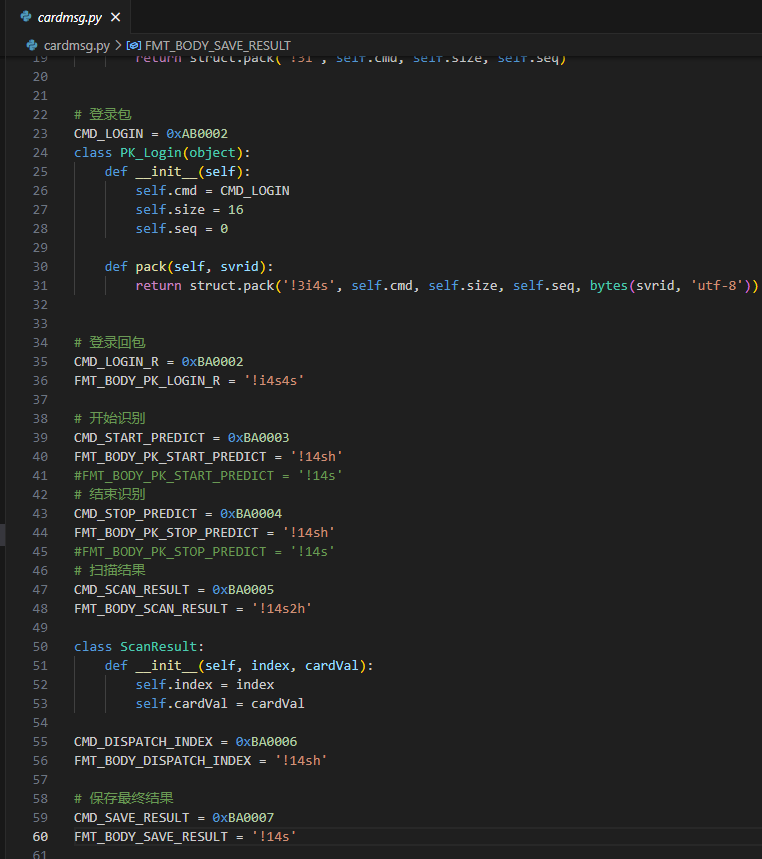 cardmsg.py
cardmsg.py > FMT_BODY_SAVE_RESULT
19 return struct.pack('!3i', self.cmd, self.size, self.seq)
20
21
22 # 登录包
23 CMD_LOGIN = 0xAB0002
24 class PK_Login(object):
25 def __init__(self):
26 self.cmd = CMD_LOGIN
27 self.size = 16
28 self.seq = 0
29
30 def pack(self, svrid):
31 return struct.pack('!3i4s', self.cmd, self.size, self.seq, bytes(svrid, 'utf-8'))
32
33
34 # 登录回包
35 CMD_LOGIN_R = 0xBA0002
36 FMT_BODY_PK_LOGIN_R = '!i4s4s'
37
38 # 开始识别
39 CMD_START_PREDICT = 0xBA0003
40 FMT_BODY_PK_START_PREDICT = '!14sh'
41 #FMT_BODY_PK_START_PREDICT = '!14s'
42 # 结束识别
43 CMD_STOP_PREDICT = 0xBA0004
44 FMT_BODY_PK_STOP_PREDICT = '!14sh'
45 #FMT_BODY_PK_STOP_PREDICT = '!14s'
46 # 扫描结果
47 CMD_SCAN_RESULT = 0xBA0005
48 FMT_BODY_SCAN_RESULT = '!14s2h'
49
50 class ScanResult:
51 def __init__(self, index, cardVal):
52 self.index = index
53 self.cardVal = cardVal
54
55 CMD_DISPATCH_INDEX = 0xBA0006
56 FMT_BODY_DISPATCH_INDEX = '!14sh'
57
58 # 保存最终结果
59 CMD_SAVE_RESULT = 0xBA0007
60 FMT_BODY_SAVE_RESULT = '!14s'
61